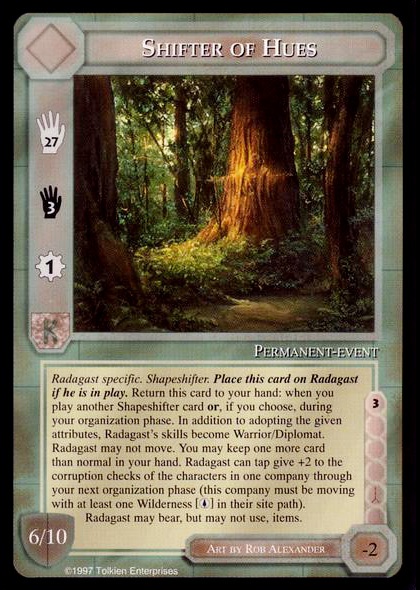 SHIFTER OF HUES
27
3
1
K
PERMANENT-EVENT
Radagast specific. Shapeshifter. Place this card on Radagast
if he is in play. Return this card to your hand: when you
play another Shapeshifter card or, if you choose, during
your organization phase. In addition to adopting the given
attributes, Radagast's skills become Warrior/Diplomat.
Radagast may not move. You may keep one more card
than normal in your hand. Radagast can tap give +2 to the
corruption checks of the characters in one company through
your next organization phase (this company must be moving
with at least one Wilderness [] in their site path).
Radagast may bear, but may not use, items.
3
6/10
ART BY ROB ALEXANDER
-2
©1997 Tolkien Enterprises